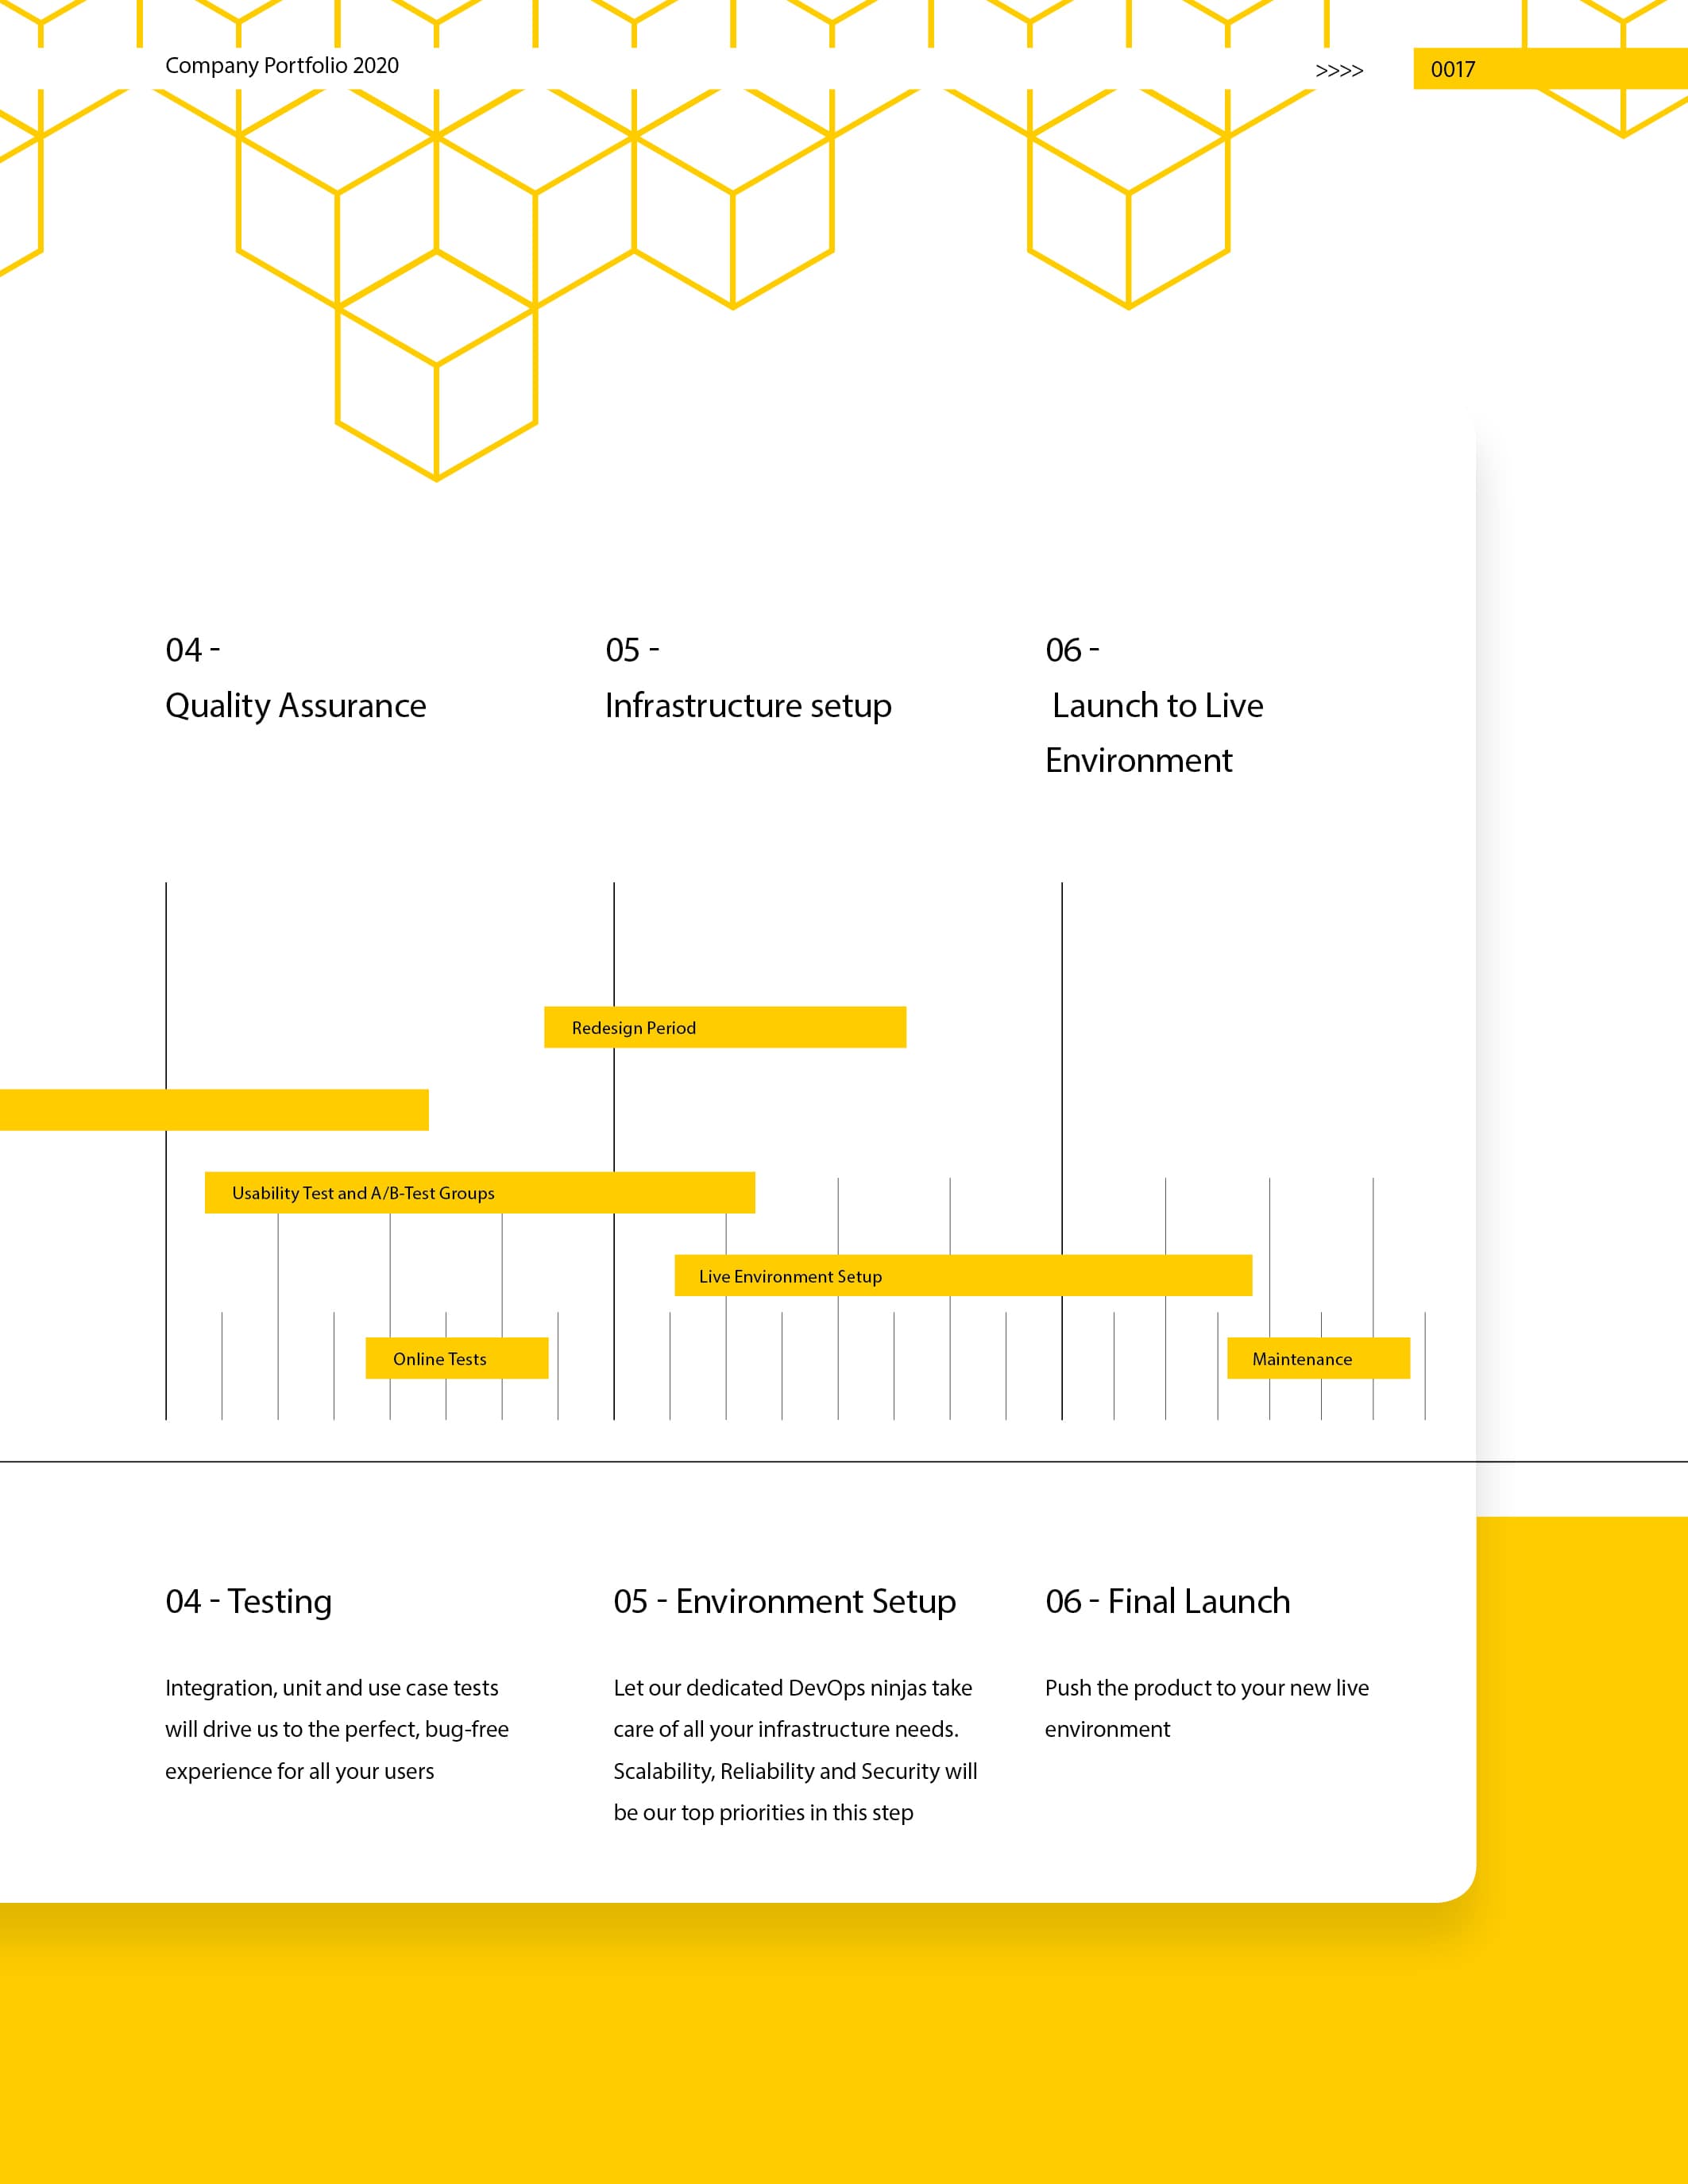 Company Portfolio 2020
>>>>
0017
04 -
Quality Assurance
05 -
Infrastructure setup
06 -
Launch to Live
Environment
Redesign Period
Usability Test and A/B-Test Groups
Live Environment Setup
Online Tests
Maintenance
04 - Testing
Integration, unit and use case tests
will drive us to the perfect, bug-free
experience for all your users
05 - Environment Setup
Let our dedicated DevOps ninjas take
care of all your infrastructure needs.
Scalability, Reliability and Security will
be our top priorities in this step
06 - Final Launch
Push the product to your new live
environment